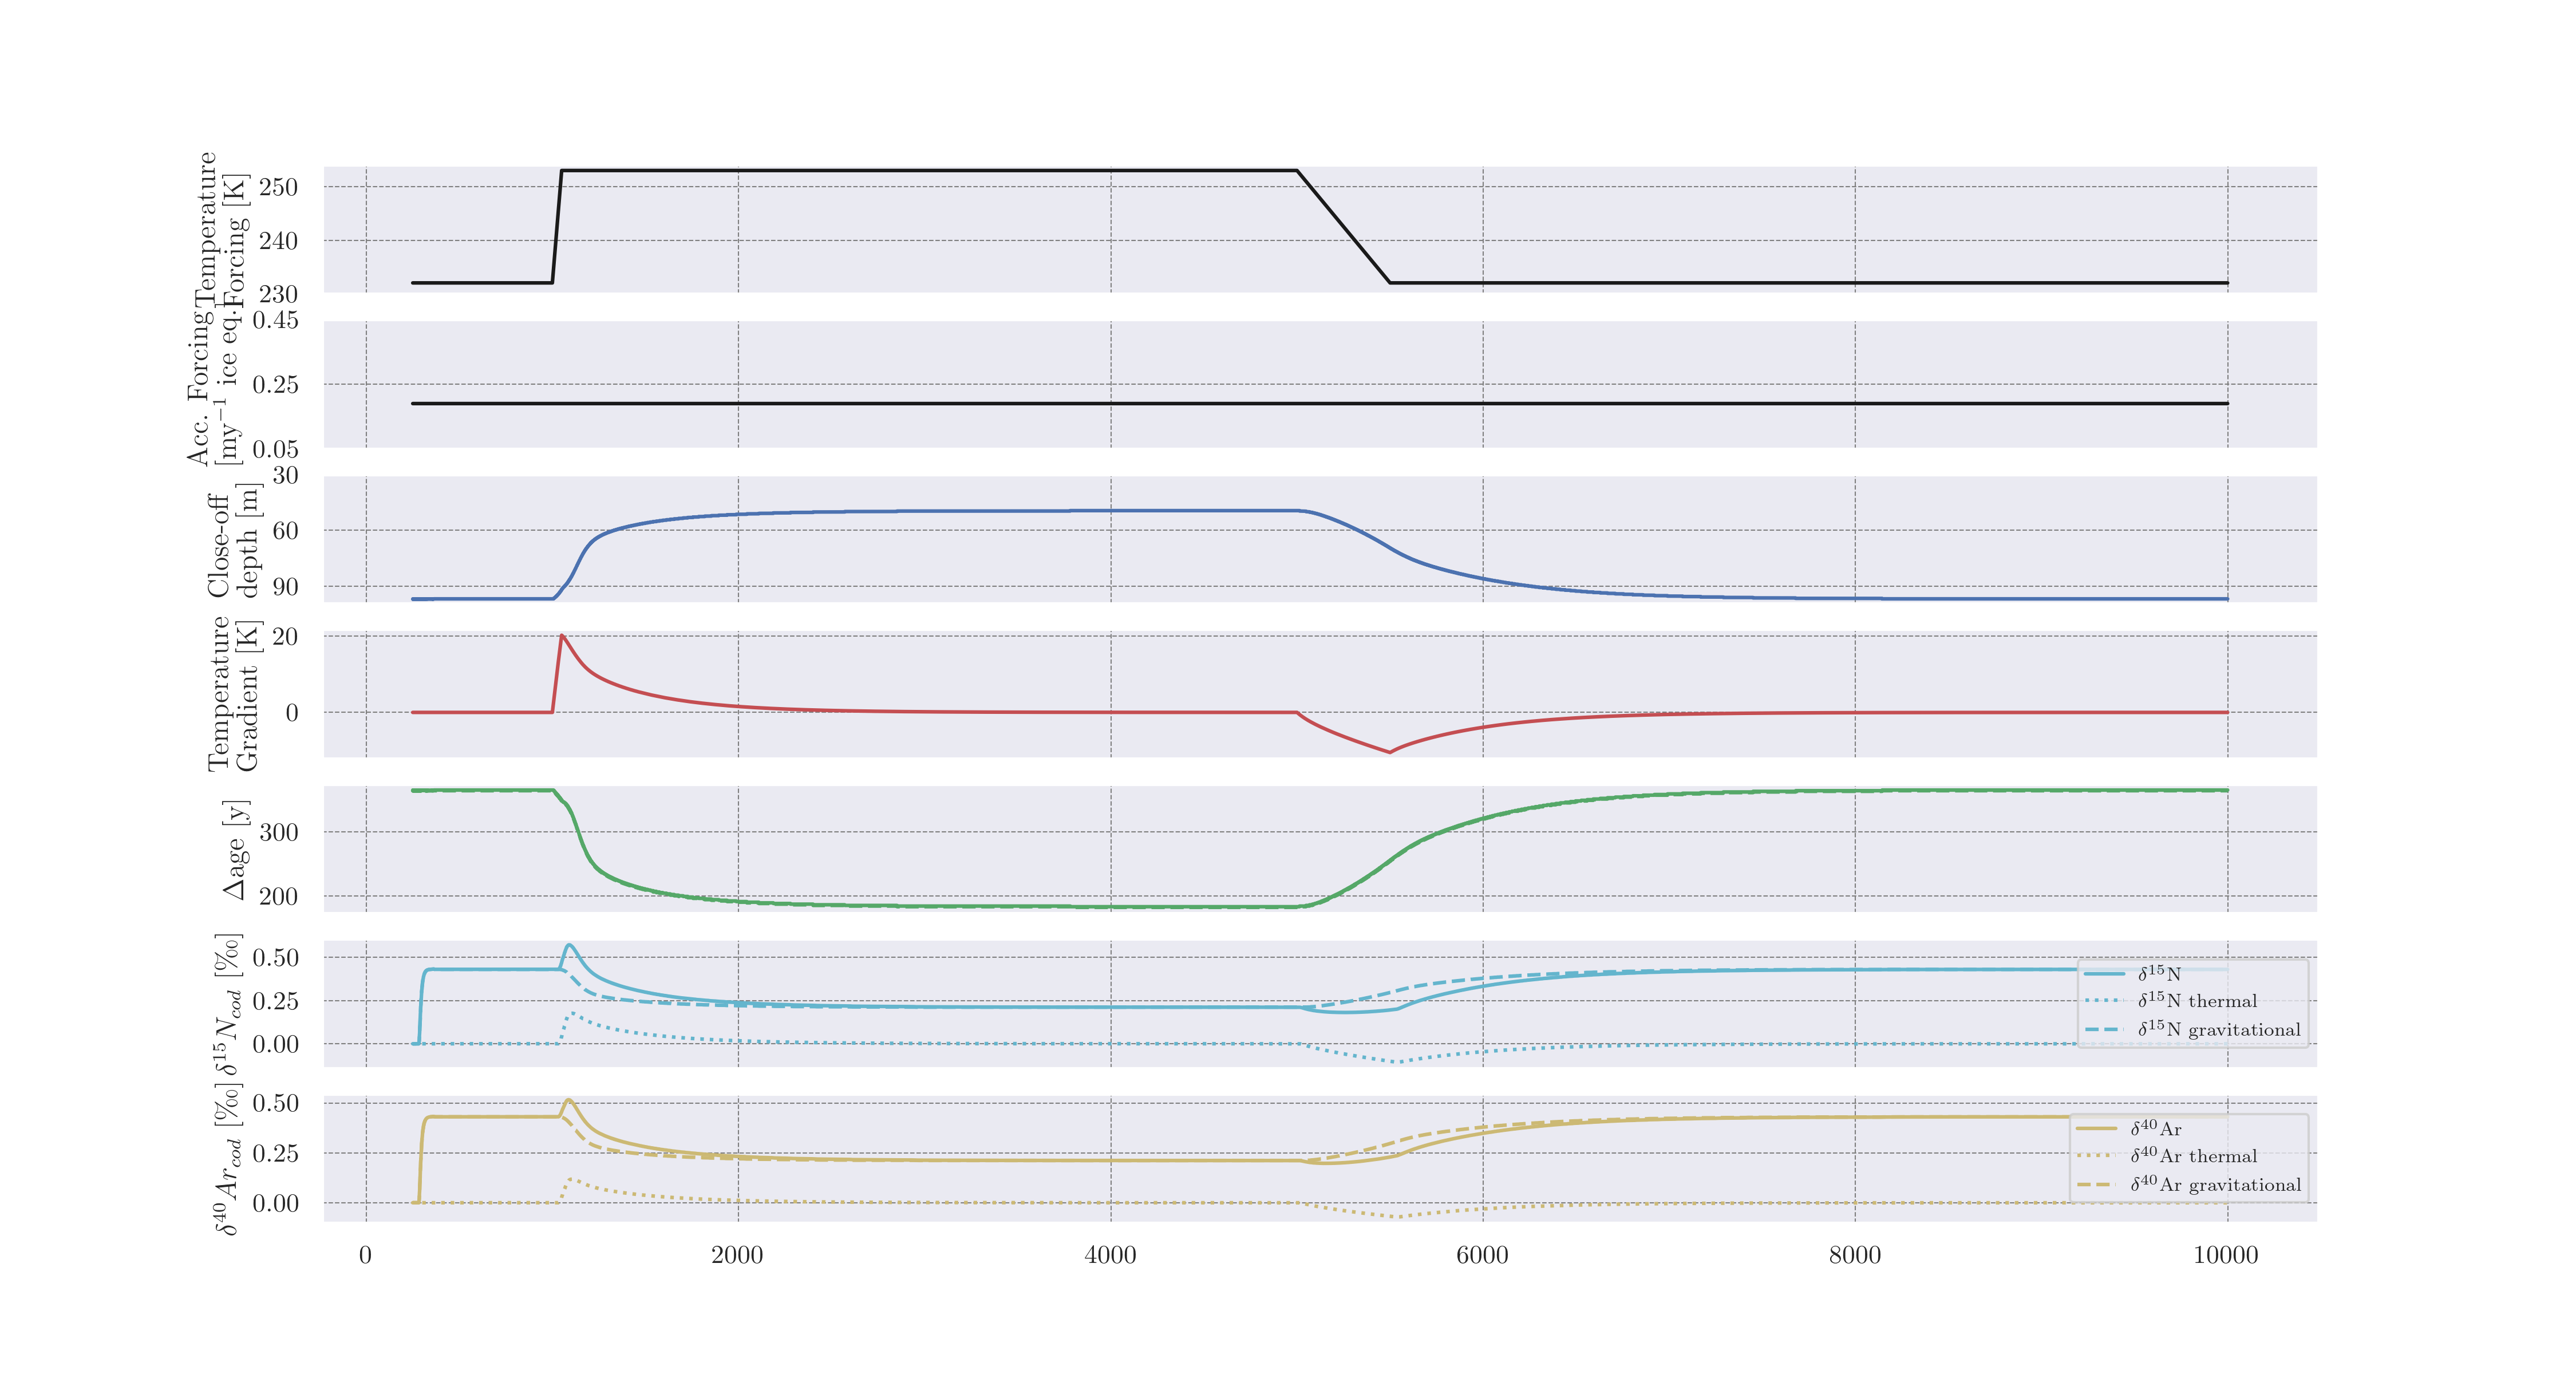 Temperature
Forcing [K]
250
240
230
Acc. Forcing
[my⁻¹ ice eq.]
0.45
0.25
0.05
Close-off
depth [m]
30
60
90
Temperature
Gradient [K]
20
0
Δage [y]
300
200
δ¹⁵N_cod [‰]
0.50
0.25
0.00
δ¹⁵N
δ¹⁵N thermal
δ¹⁵N gravitational
δ⁴⁰Ar_cod [‰]
0.50
0.25
0.00
δ⁴⁰Ar
δ⁴⁰Ar thermal
δ⁴⁰Ar gravitational
0 2000 4000 6000 8000 10000